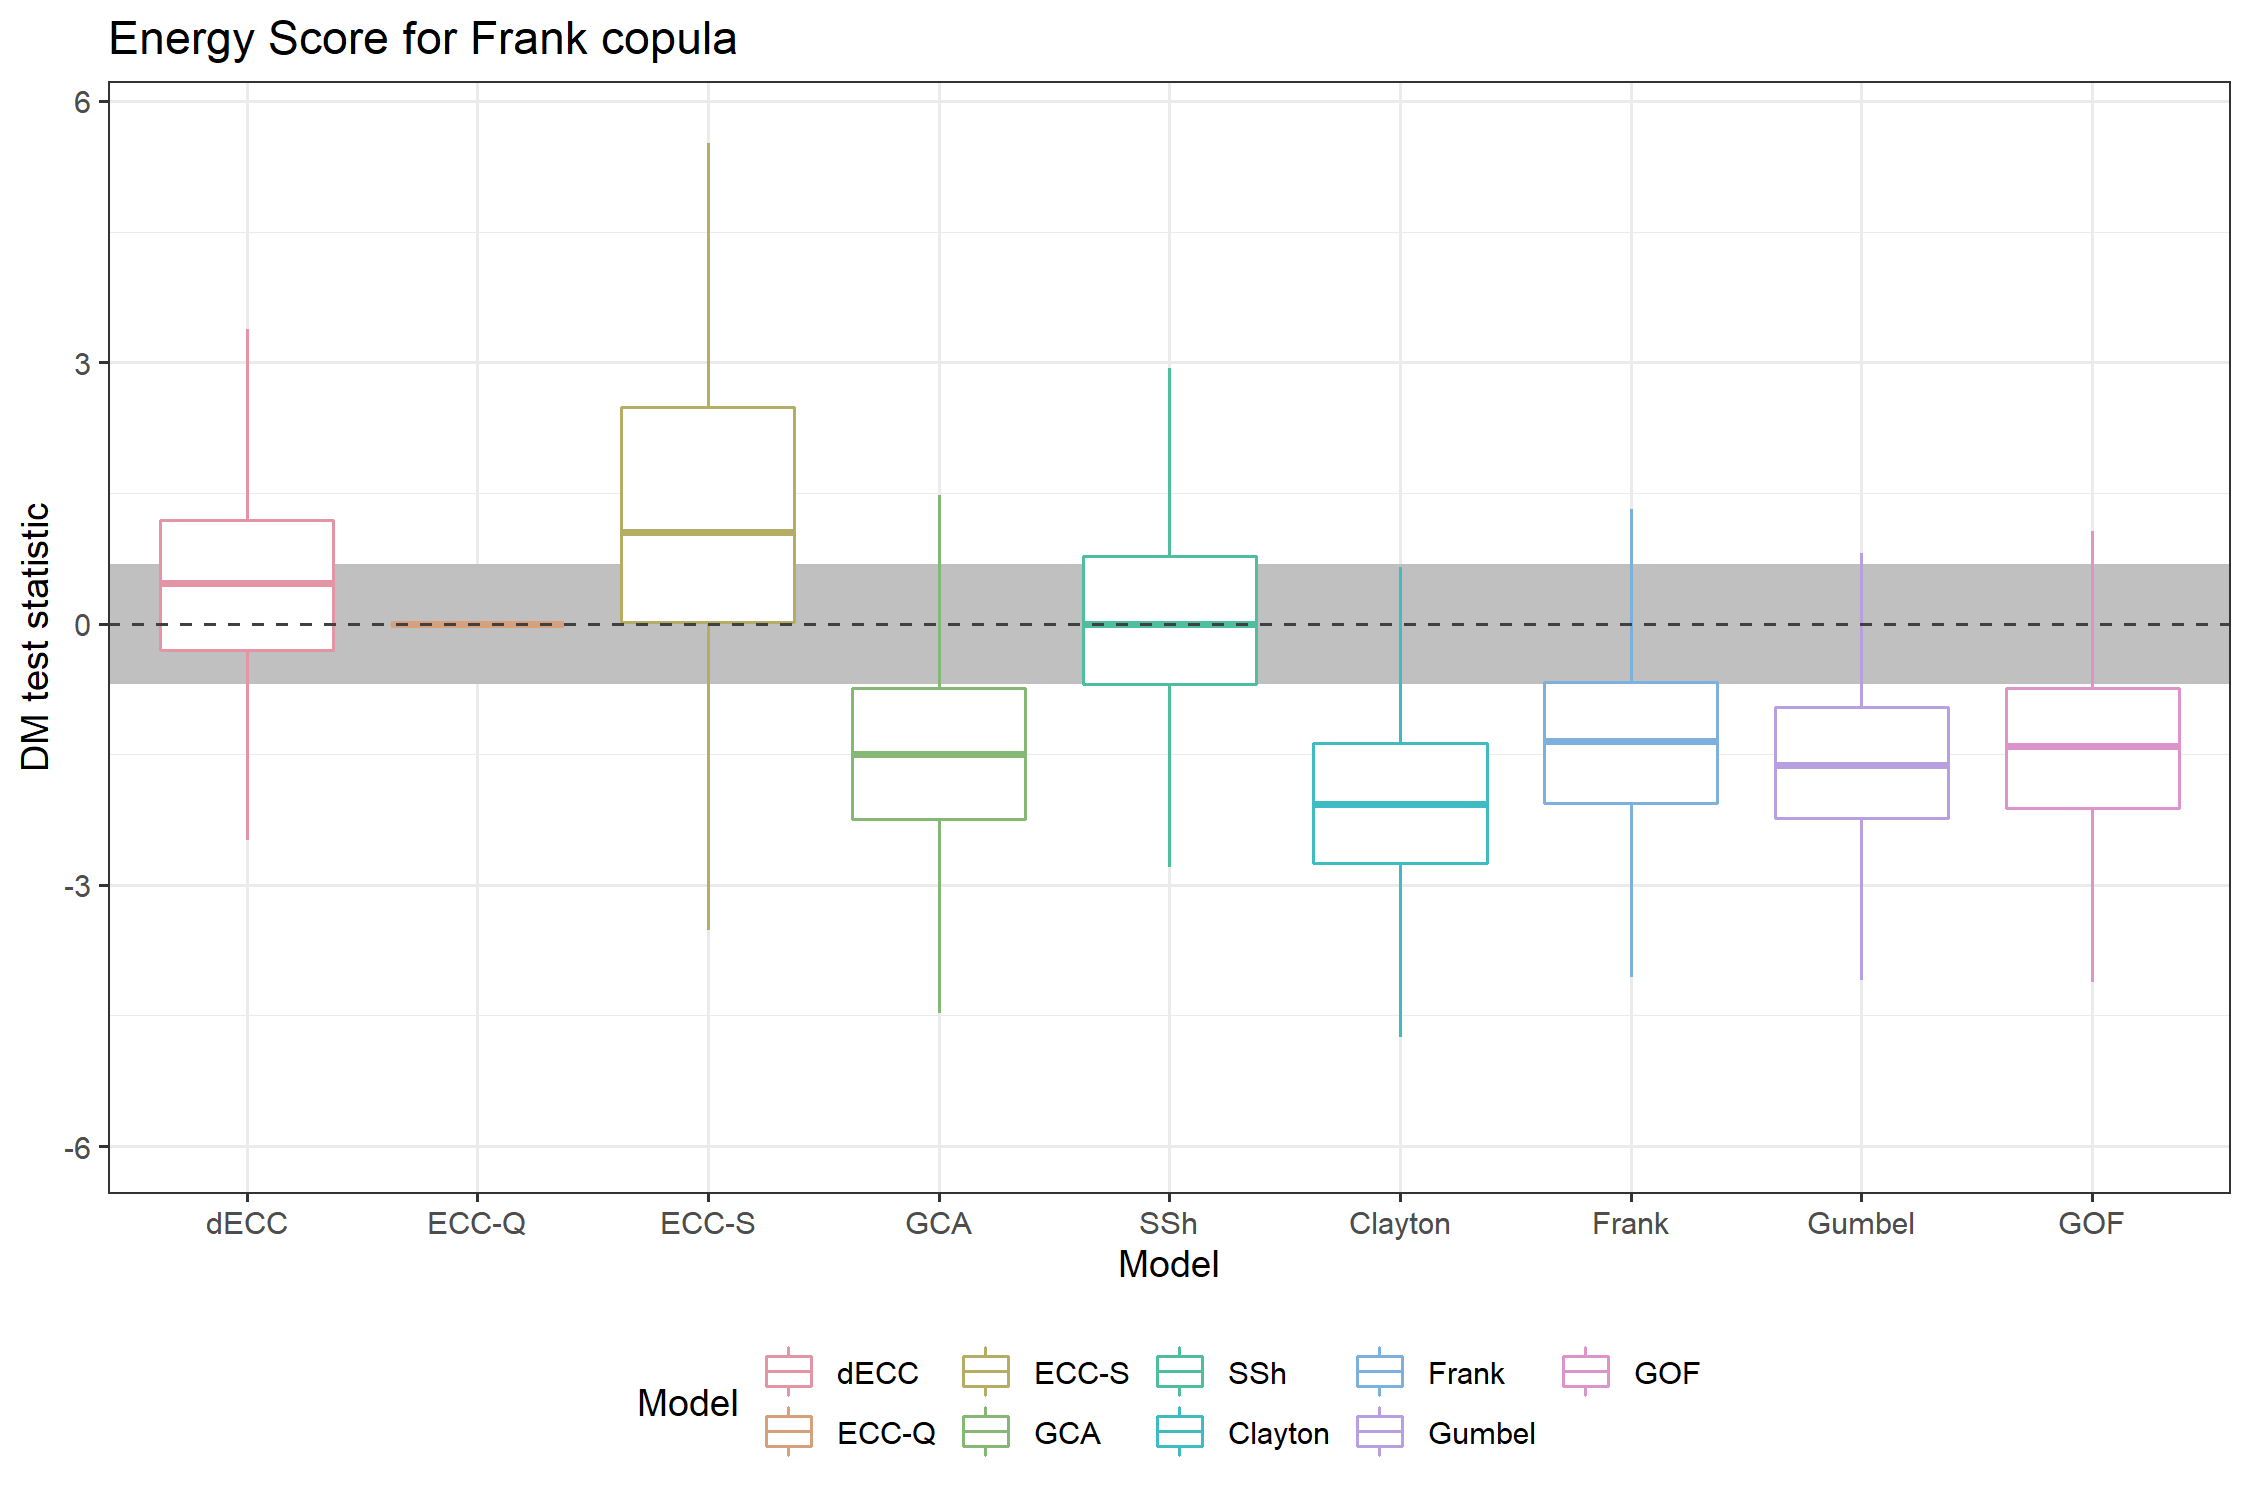 Energy Score for Frank copula
6
3
0
-3
-6
DM test statistic
dECC ECC-Q ECC-S GCA SSh Clayton Frank Gumbel GOF
Model
Model
dECC ECC-S SSh Frank GOF
ECC-Q GCA Clayton Gumbel